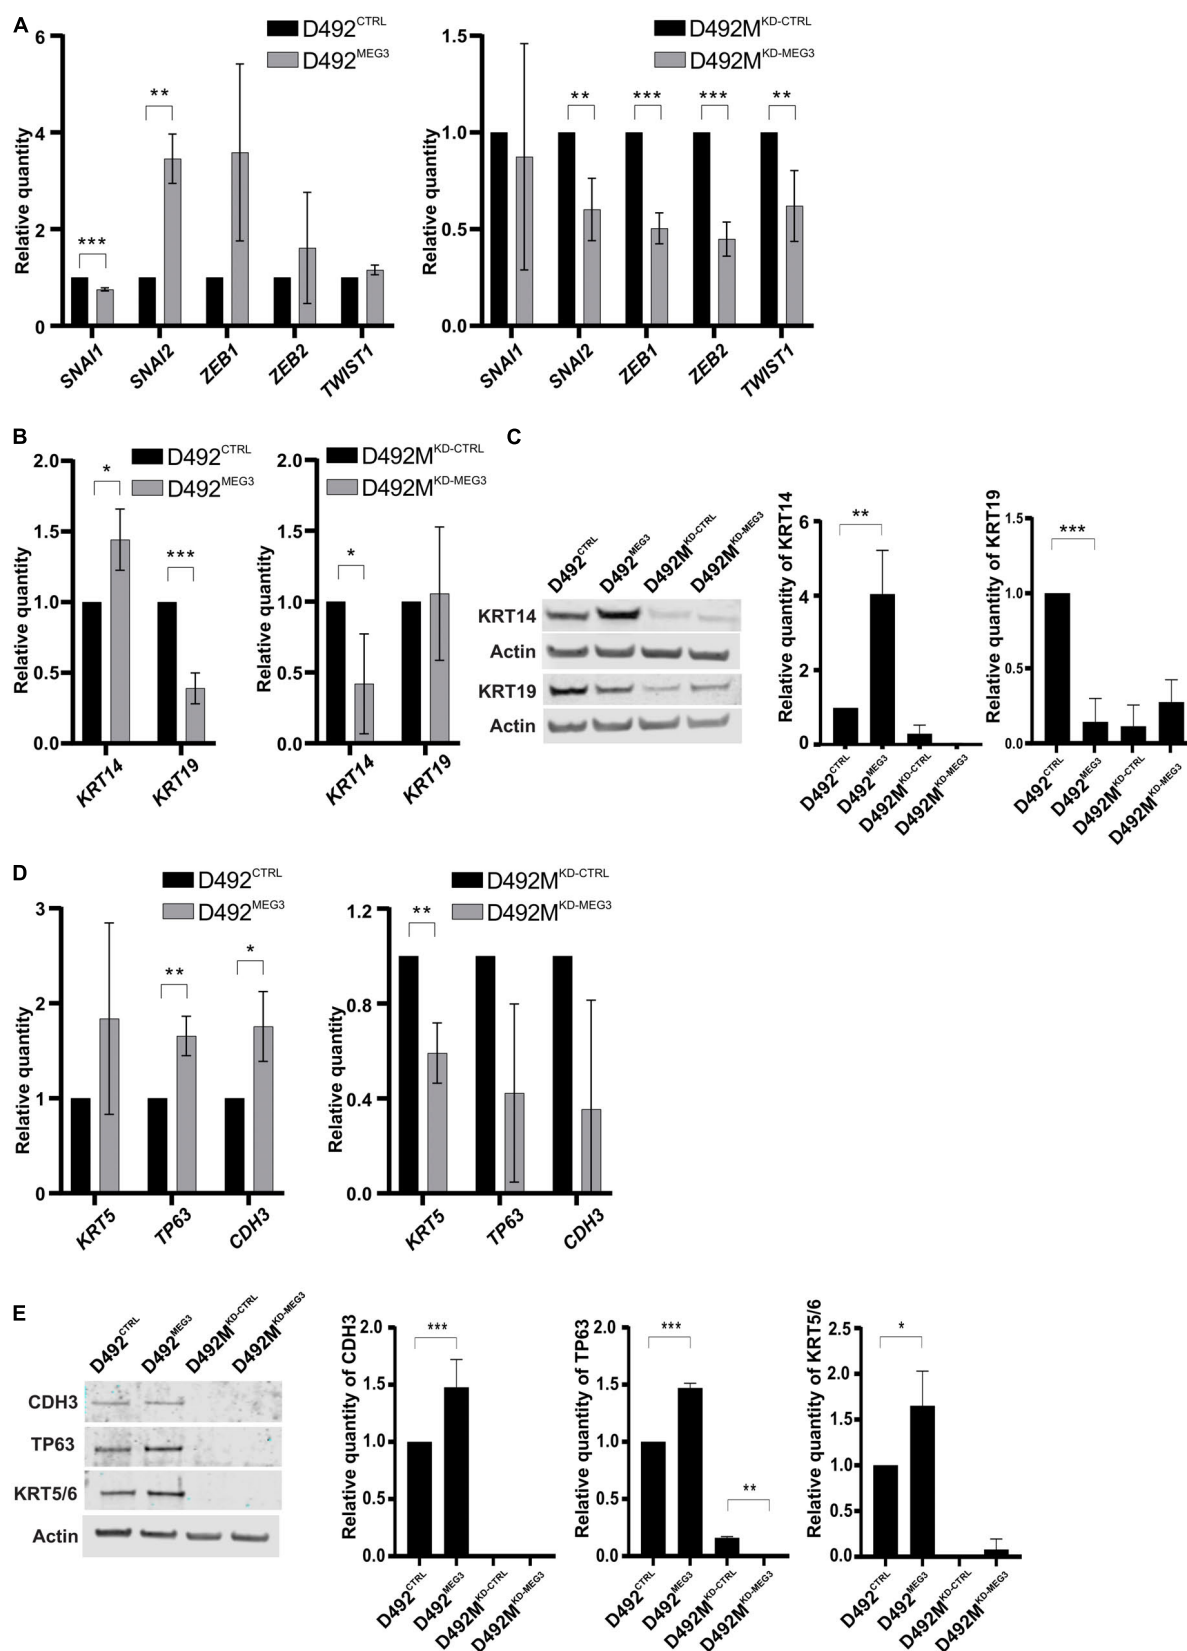 A
D492CTRL
D492MEG3
Relative quantity
6
4
2
0
***
**
SNAI1
SNAI2
ZEB1
ZEB2
TWIST1
D492MKD-CTRL
D492MKD-MEG3
Relative quantity
1.5
1.0
0.5
0.0
**
***
***
**
SNAI1
SNAI2
ZEB1
ZEB2
TWIST1
B
D492CTRL
D492MEG3
Relative quantity
2.0
1.5
1.0
0.5
0.0
*
***
KRT14
KRT19
D492MKD-CTRL
D492MKD-MEG3
Relative quantity
2.0
1.5
1.0
0.5
0.0
*
KRT14
KRT19
C
D492CTRL
D492MEG3
D492MKD-CTRL
D492MKD-MEG3
KRT14
Actin
KRT19
Actin
Relative quantity of KRT14
6
4
2
0
**
D492CTRL
D492MEG3
D492MKD-CTRL
D492MKD-MEG3
Relative quantity of KRT19
1.5
1.0
0.5
0.0
***
D492CTRL
D492MEG3
D492MKD-CTRL
D492MKD-MEG3
D
D492CTRL
D492MEG3
Relative quantity
3
2
1
0
**
*
KRT5
TP63
CDH3
D492MKD-CTRL
D492MKD-MEG3
Relative quantity
1.2
0.8
0.4
0.0
**
KRT5
TP63
CDH3
E
D492CTRL
D492MEG3
D492MKD-CTRL
D492MKD-MEG3
CDH3
TP63
KRT5/6
Actin
Relative quantity of CDH3
2.0
1.5
1.0
0.5
0.0
***
D492CTRL
D492MEG3
D492MKD-CTRL
D492MKD-MEG3
Relative quantity of TP63
2.0
1.5
1.0
0.5
0.0
***
**
D492CTRL
D492MEG3
D492MKD-CTRL
D492MKD-MEG3
Relative quantity of KRT5/6
2.5
2.0
1.5
1.0
0.5
0.0
*
D492CTRL
D492MEG3
D492MKD-CTRL
D492MKD-MEG3